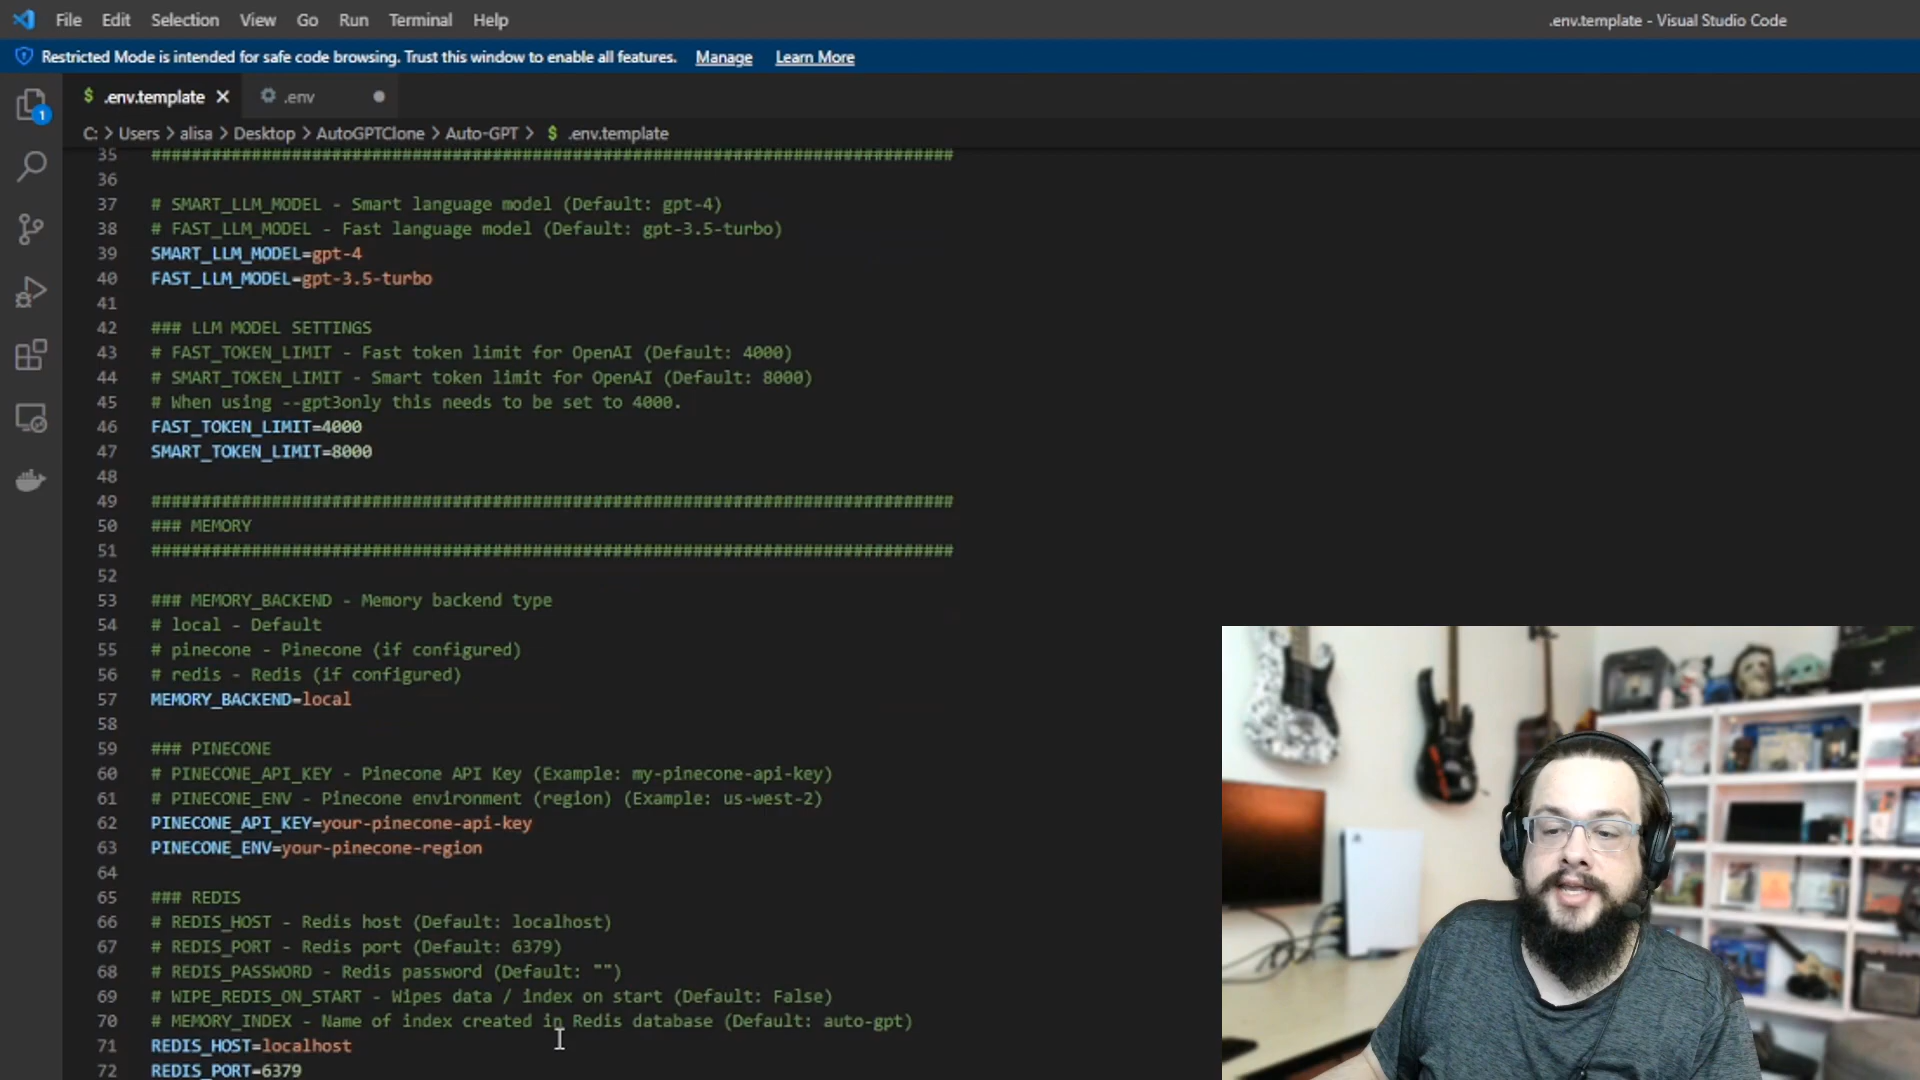 File Edit Selection View Go Run Terminal Help .env.template - Visual Studio Code
Restricted Mode is intended for safe code browsing. Trust this window to enable all features. Manage Learn More
$ .env.template .env
1
C: > Users > alisa > Desktop > AutoGPTClone > Auto-GPT > $ .env.template
35 ################################################################################
36
37 # SMART_LLM_MODEL - Smart language model (Default: gpt-4)
38 # FAST_LLM_MODEL - Fast language model (Default: gpt-3.5-turbo)
39 SMART_LLM_MODEL=gpt-4
40 FAST_LLM_MODEL=gpt-3.5-turbo
41
42 ### LLM MODEL SETTINGS
43 # FAST_TOKEN_LIMIT - Fast token limit for OpenAI (Default: 4000)
44 # SMART_TOKEN_LIMIT - Smart token limit for OpenAI (Default: 8000)
45 # When using --gpt3only this needs to be set to 4000.
46 FAST_TOKEN_LIMIT=4000
47 SMART_TOKEN_LIMIT=8000
48
49 ################################################################################
50 ### MEMORY
51 ################################################################################
52
53 ### MEMORY_BACKEND - Memory backend type
54 # local - Default
55 # pinecone - Pinecone (if configured)
56 # redis - Redis (if configured)
57 MEMORY_BACKEND=local
58
59 ### PINECONE
60 # PINECONE_API_KEY - Pinecone API Key (Example: my-pinecone-api-key)
61 # PINECONE_ENV - Pinecone environment (region) (Example: us-west-2)
62 PINECONE_API_KEY=your-pinecone-api-key
63 PINECONE_ENV=your-pinecone-region
64
65 ### REDIS
66 # REDIS_HOST - Redis host (Default: localhost)
67 # REDIS_PORT - Redis port (Default: 6379)
68 # REDIS_PASSWORD - Redis password (Default: "")
69 # WIPE_REDIS_ON_START - Wipes data / index on start (Default: False)
70 # MEMORY_INDEX - Name of index created in Redis database (Default: auto-gpt)
71 REDIS_HOST=localhost
72 REDIS_PORT=6379